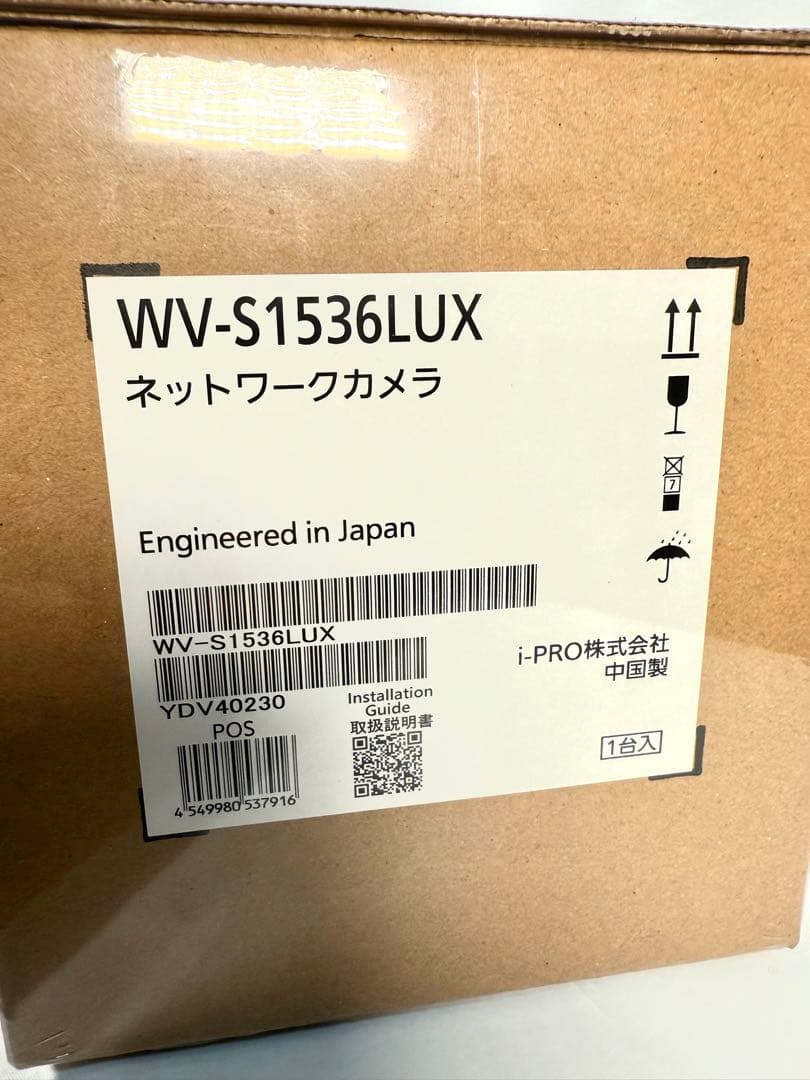 WV-S1536LUX
ネットワークカメラ
7
Engineered in Japan
WV-S1536LUX
i-PRO株式会社
中国製
YDV40230
Installation
Guide
取扱説明書
POS
1台入
4 549980 537916